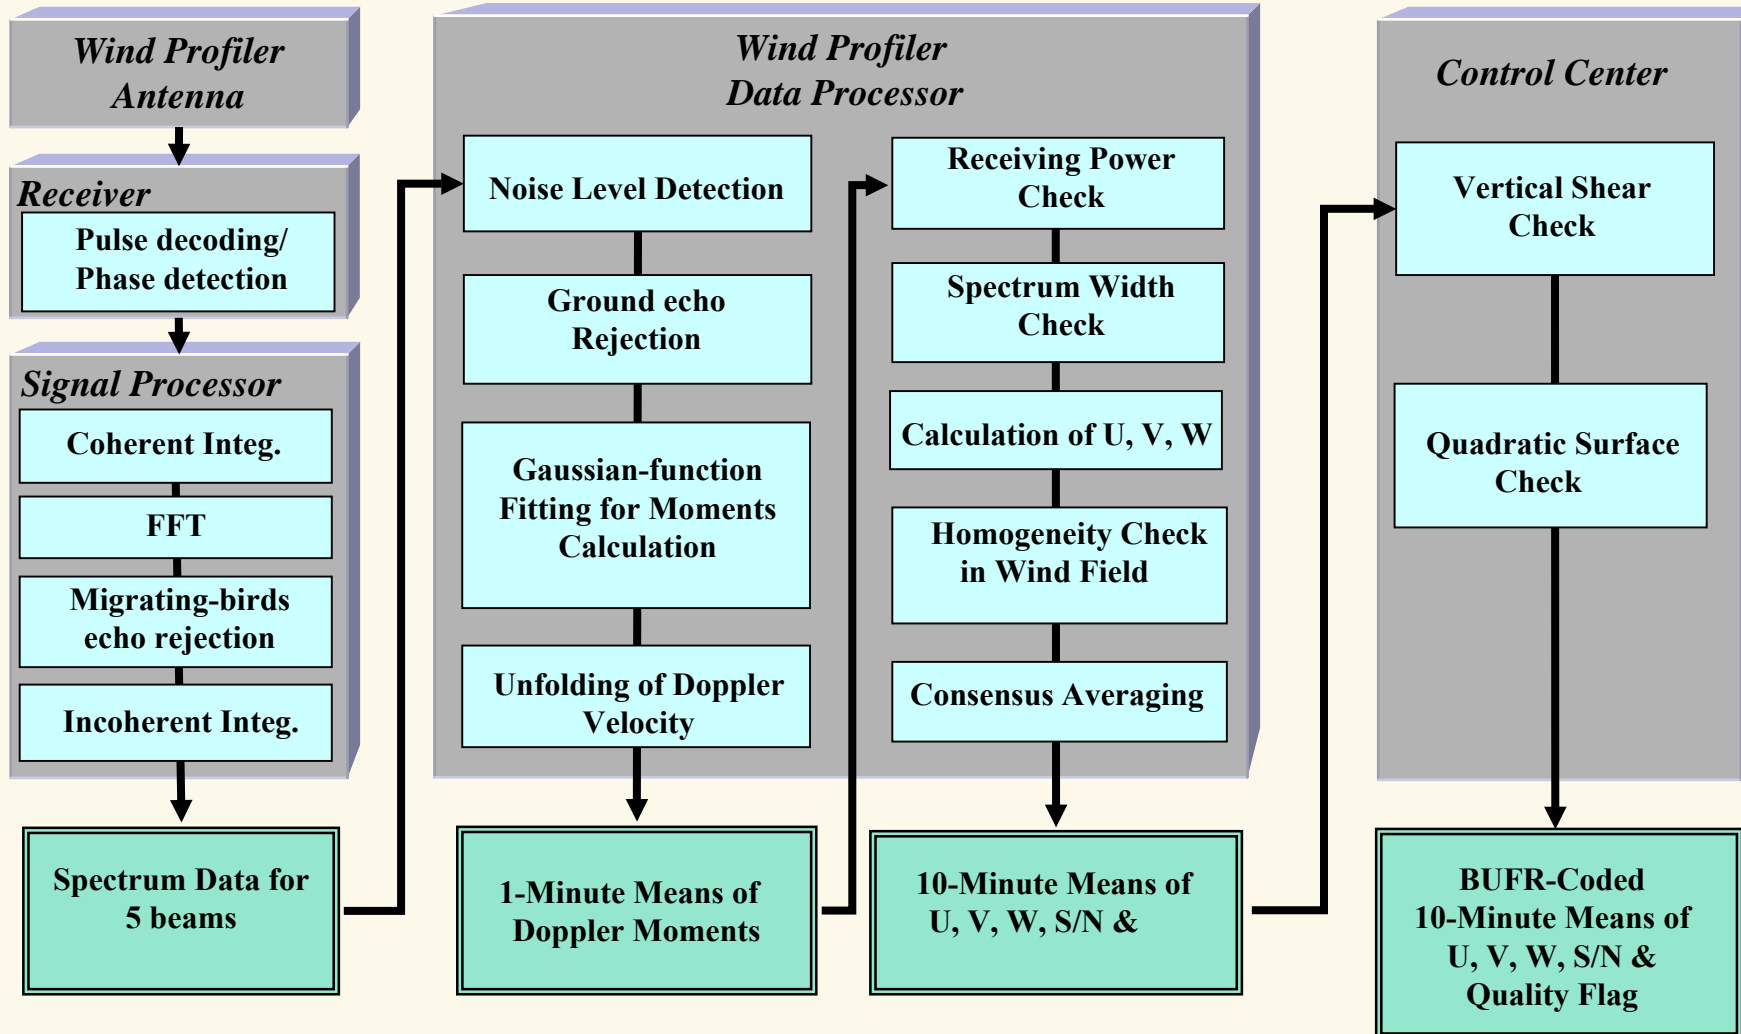 Wind Profiler
Antenna
Receiver
Pulse decoding/
Phase detection
Signal Processor
Coherent Integ.
FFT
Migrating-birds
echo rejection
Incoherent Integ.
Spectrum Data for
5 beams
Wind Profiler
Data Processor
Noise Level Detection
Ground echo
Rejection
Gaussian-function
Fitting for Moments
Calculation
Unfolding of Doppler
Velocity
1-Minute Means of
Doppler Moments
Receiving Power
Check
Spectrum Width
Check
Calculation of U, V, W
Homogeneity Check
in Wind Field
Consensus Averaging
10-Minute Means of
U, V, W, S/N &
Control Center
Vertical Shear
Check
Quadratic Surface
Check
BUFR-Coded
10-Minute Means of
U, V, W, S/N &
Quality Flag